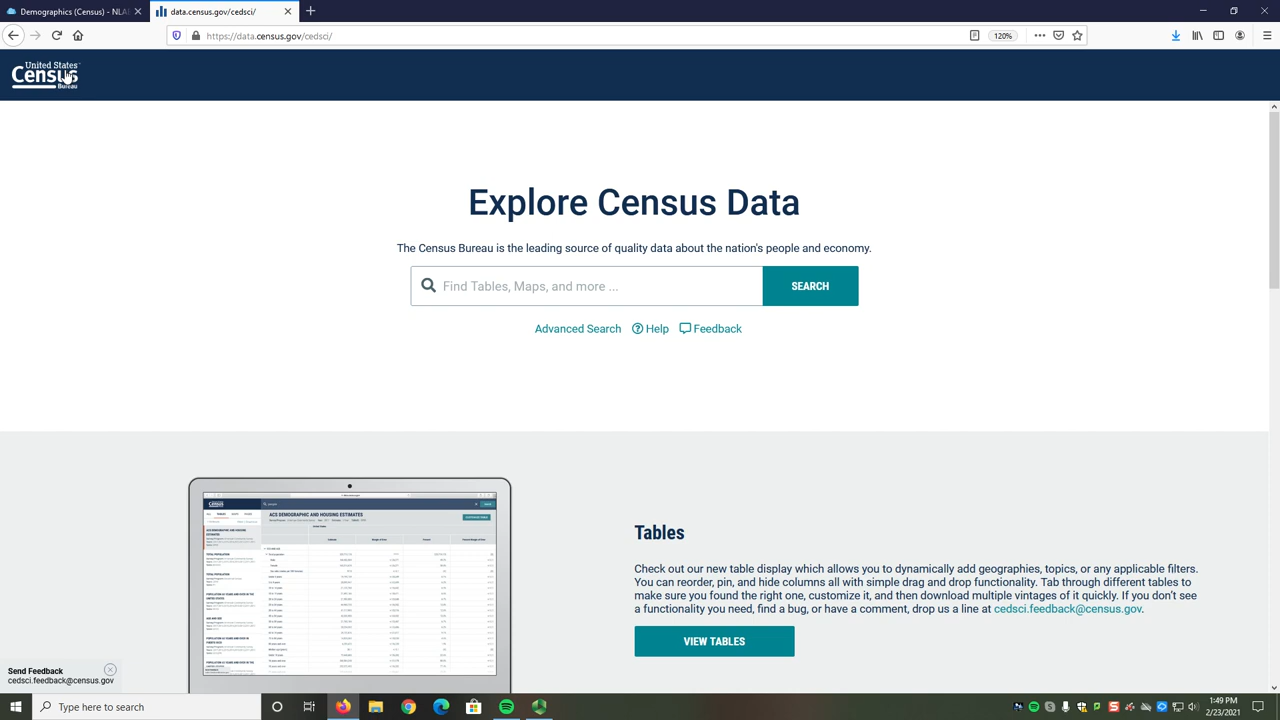 Demographics (Census) - NLA
data.census.gov/cedsci/
https://data.census.gov/cedsci/
120%
United States
Census
Bureau
Explore Census Data
The Census Bureau is the leading source of quality data about the nation's people and economy.
Find Tables, Maps, and more ...
SEARCH
Advanced Search
Help
Feedback
ACS DEMOGRAPHIC AND HOUSING ESTIMATES
Tables
Check out our new table display which allows you to dynamically add geographies, topics, or any applicable filters.
You can reorder, pin, and hide columns with simple drag and drop functionality. Explore different tables to
make sure you find the right one, customize it, and then download multiple vintages of it quickly. If you don't see
a functionality you need, find a bug, or have a comment, drop us a line at cedsci.feedback@census.gov.
VIEW TABLES
Send Feedback
cedsci.feedback@census.gov
Type here to search
1:49 PM
2/23/2021